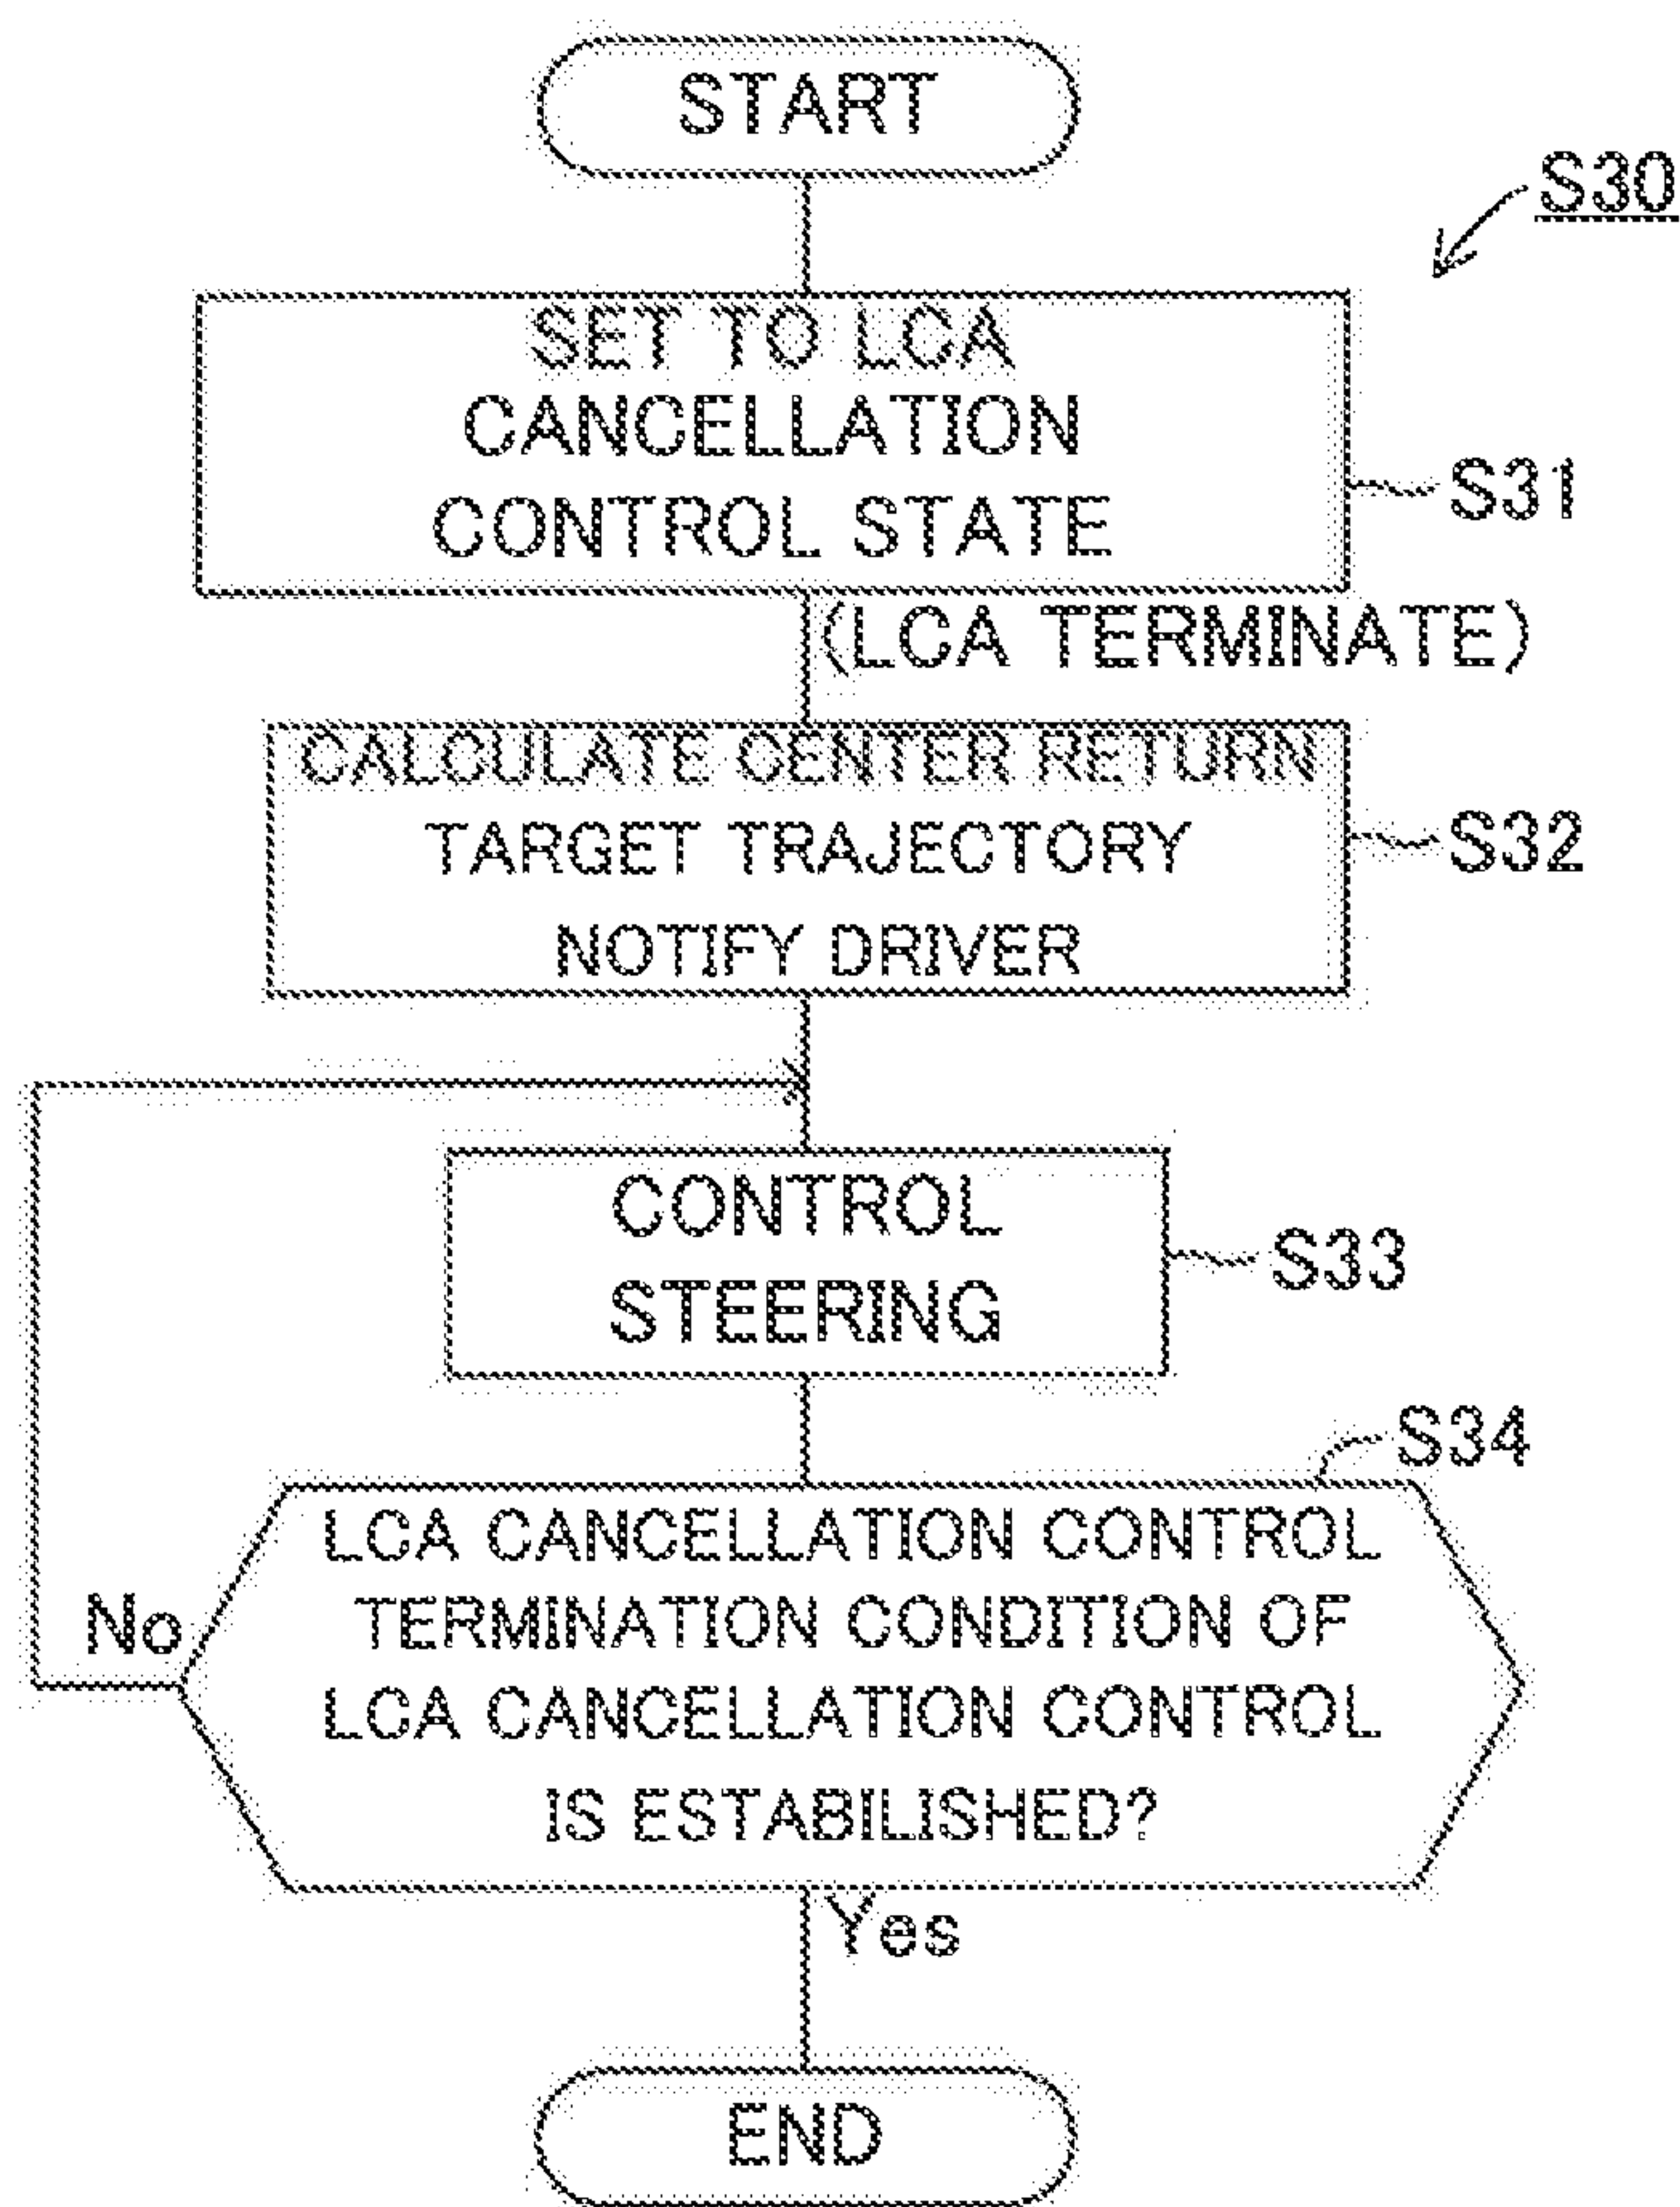 START
S30
SET TO LCA
CANCELLATION
CONTROL STATE
S31
(LCA TERMINATE)
CALCULATE CENTER RETURN
TARGET TRAJECTORY
NOTIFY DRIVER
S32
CONTROL
STEERING
S33
S34
LCA CANCELLATION CONTROL
TERMINATION CONDITION OF
LCA CANCELLATION CONTROL
IS ESTABILISHED?
No
Yes
END